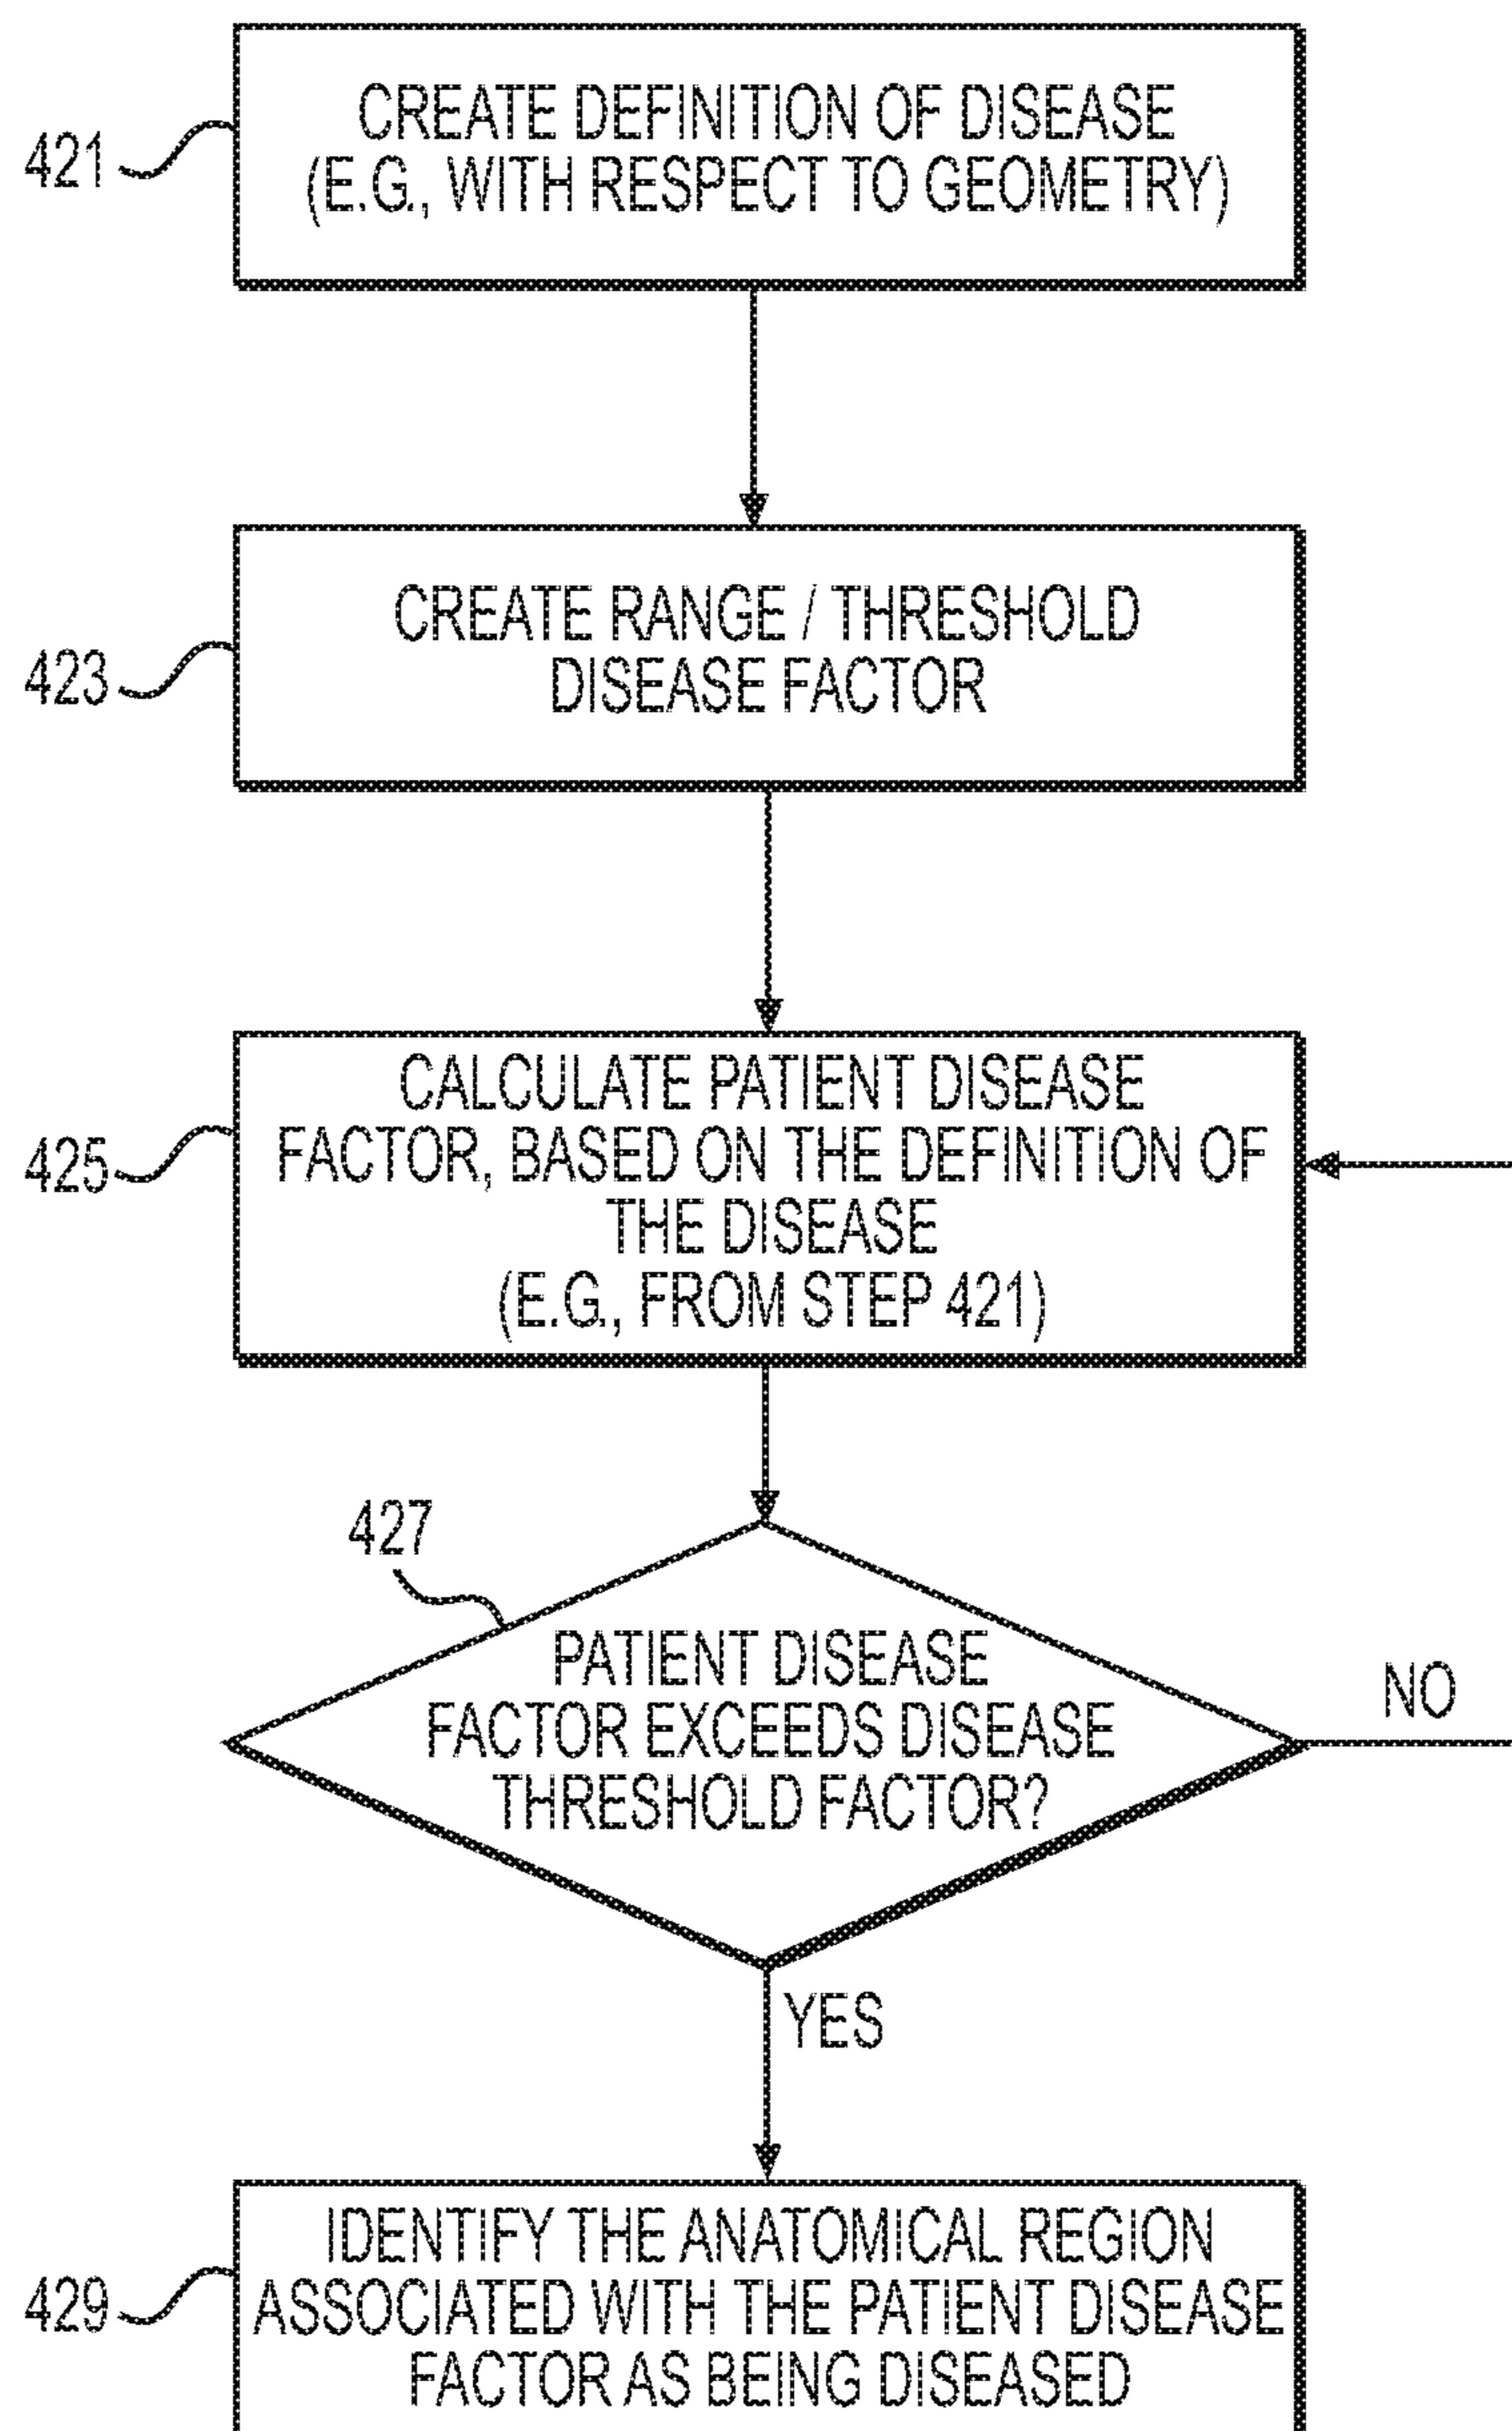 421
CREATE DEFINITION OF DISEASE
(E.G., WITH RESPECT TO GEOMETRY)
423
CREATE RANGE / THRESHOLD
DISEASE FACTOR
425
CALCULATE PATIENT DISEASE
FACTOR, BASED ON THE DEFINITION OF
THE DISEASE
(E.G., FROM STEP 421)
427
PATIENT DISEASE
FACTOR EXCEEDS DISEASE
THRESHOLD FACTOR?
NO
YES
429
IDENTIFY THE ANATOMICAL REGION
ASSOCIATED WITH THE PATIENT DISEASE
FACTOR AS BEING DISEASED